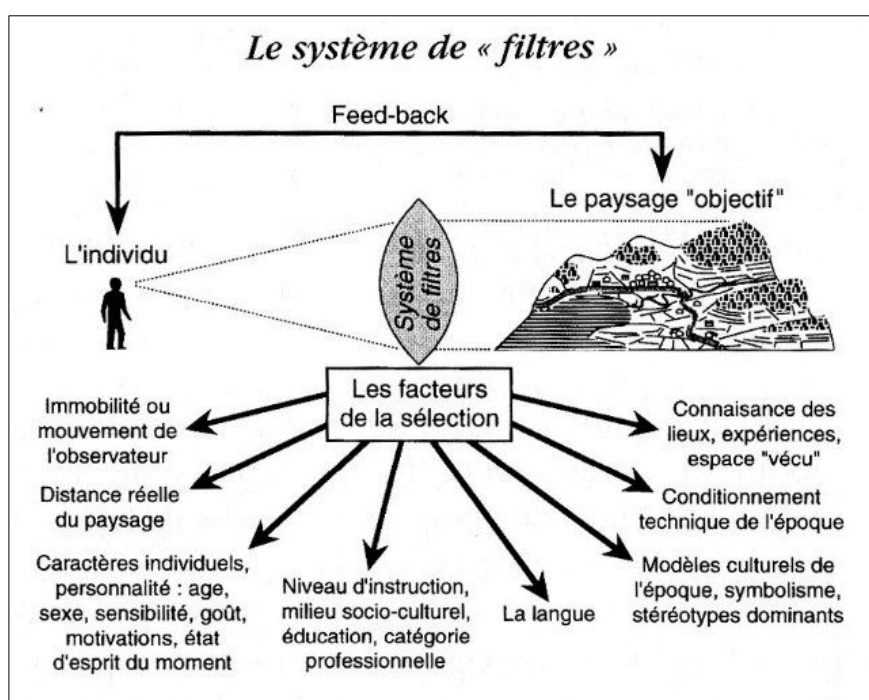 Le système de « filtres »
Feed-back
Le paysage "objectif"
L'individu
Système
de filtres
Les facteurs
de la sélection
Immobilité ou
mouvement de
l'observateur
Distance réelle
du paysage
Caractères individuels,
personnalité : age,
sexe, sensibilité, goût,
motivations, état
d'esprit du moment
Niveau d'instruction,
milieu socio-culturel,
éducation, catégorie
professionnelle
La langue
Connaisance des
lieux, expériences,
espace "vécu"
Conditionnement
technique de l'époque
Modèles culturels de
l'époque, symbolisme,
stéréotypes dominants